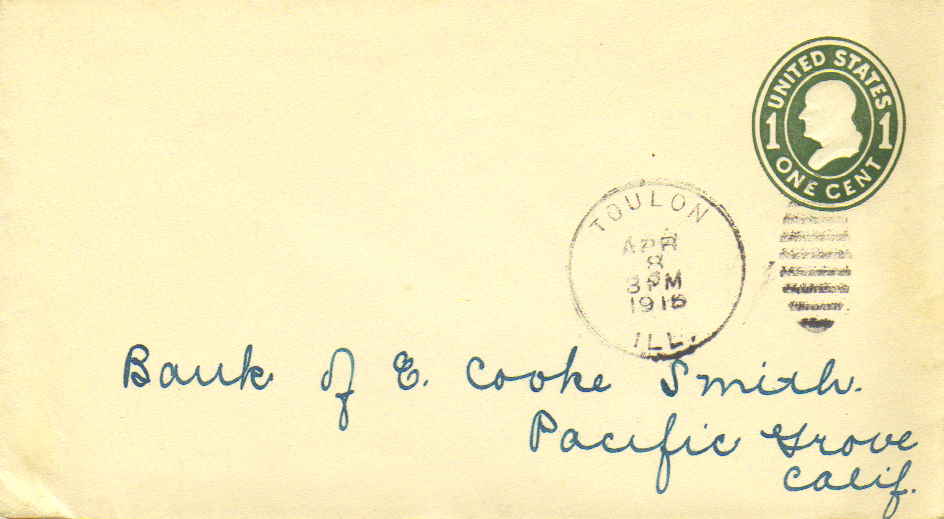 UNITED STATES
1 1
ONE CENT
TOULON
APR
8
3 PM
ILL.
Bank of E. Cooke Smith.
Pacific Grove
Calif.